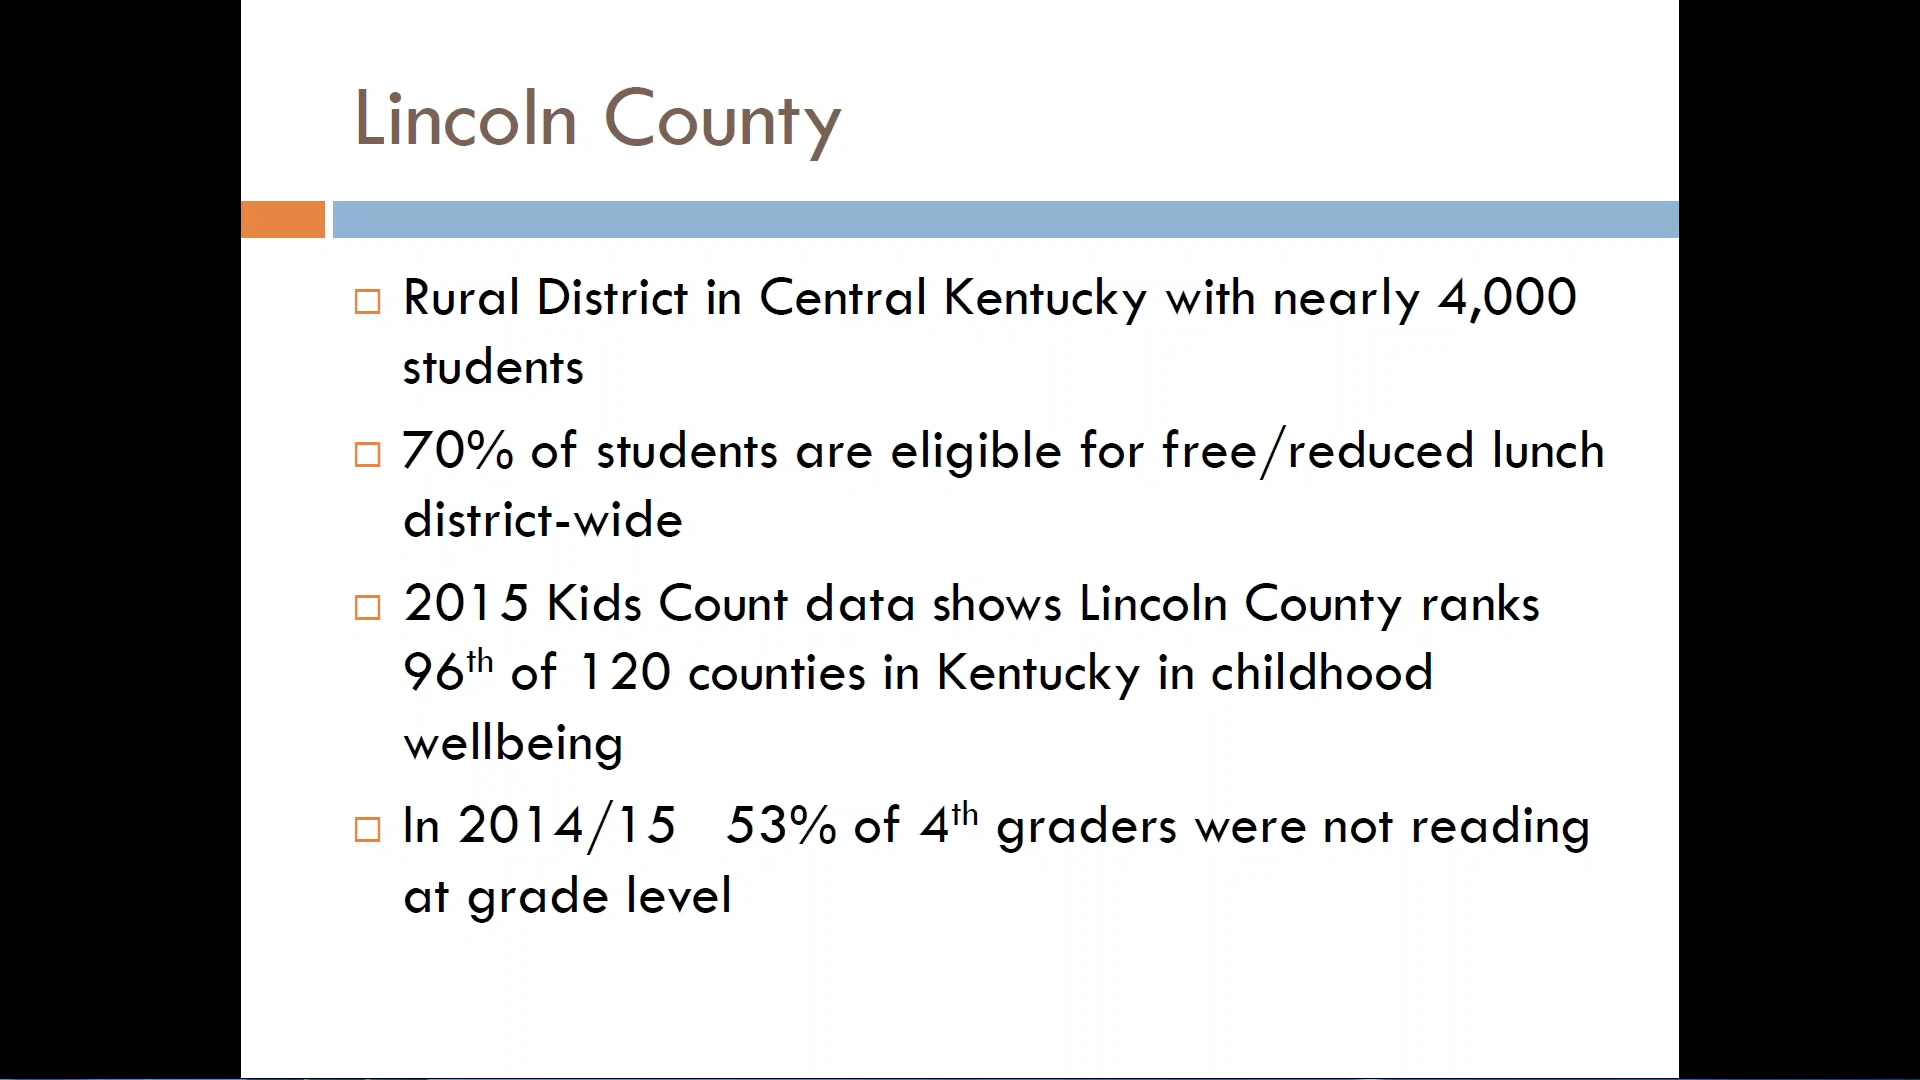 Lincoln County
Rural District in Central Kentucky with nearly 4,000
students
70% of students are eligible for free/reduced lunch
district-wide
2015 Kids Count data shows Lincoln County ranks
96th of 120 counties in Kentucky in childhood
wellbeing
In 2014/15   53% of 4th graders were not reading
at grade level